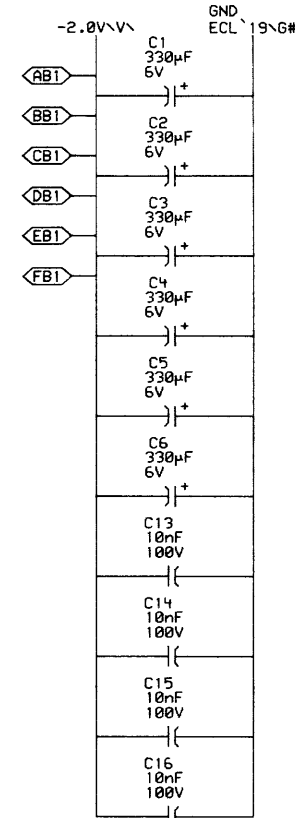 GND
-2.0V\V\ ECL`19\G#
C1
330µF
6V
+
AB1
BB1
C2
330µF
6V
+
CB1
DB1
C3
330µF
6V
+
EB1
FB1
C4
330µF
6V
+
C5
330µF
6V
+
C6
330µF
6V
+
C13
10nF
100V
C14
10nF
100V
C15
10nF
100V
C16
10nF
100V